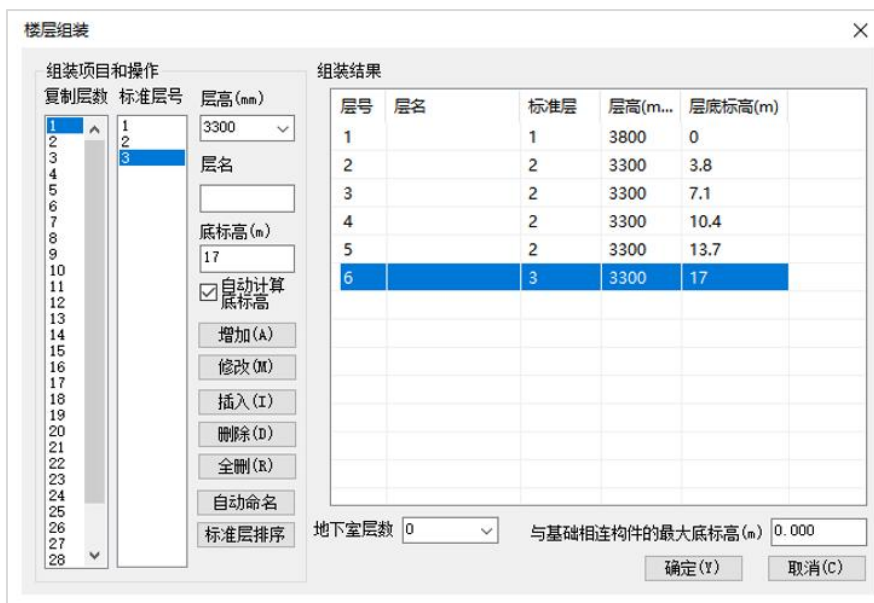 楼层组装
组装项目和操作
复制层数 标准层号 层高(mm)
1
2
3
4
5
6
7
8
9
10
11
12
13
14
15
16
17
18
19
20
21
22
23
24
25
26
27
28
1
2
3
3300
层名
底标高(m)
17
自动计算
底标高
增加(A)
修改(M)
插入(I)
删除(D)
全删(R)
自动命名
标准层排序
组装结果
层号 层名 标准层 层高(m... 层底标高(m)
1 1 3800 0
2 2 3300 3.8
3 2 3300 7.1
4 2 3300 10.4
5 2 3300 13.7
6 3 3300 17
地下室层数 0 与基础相连构件的最大底标高(m) 0.000
确定(Y) 取消(C)